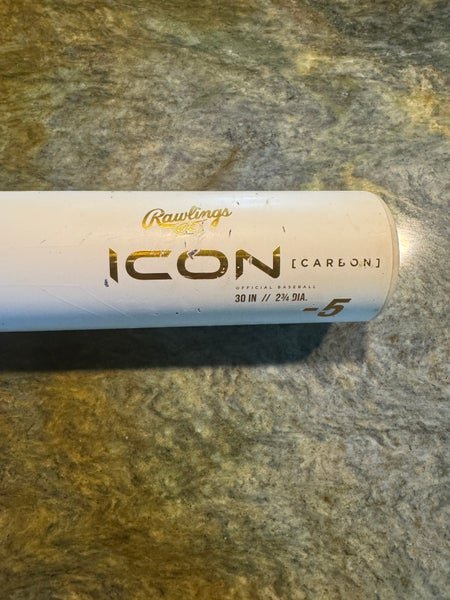 Rawlings
ICON [CARBON]
OFFICIAL BASEBALL
30 IN // 2¾ DIA.
-5